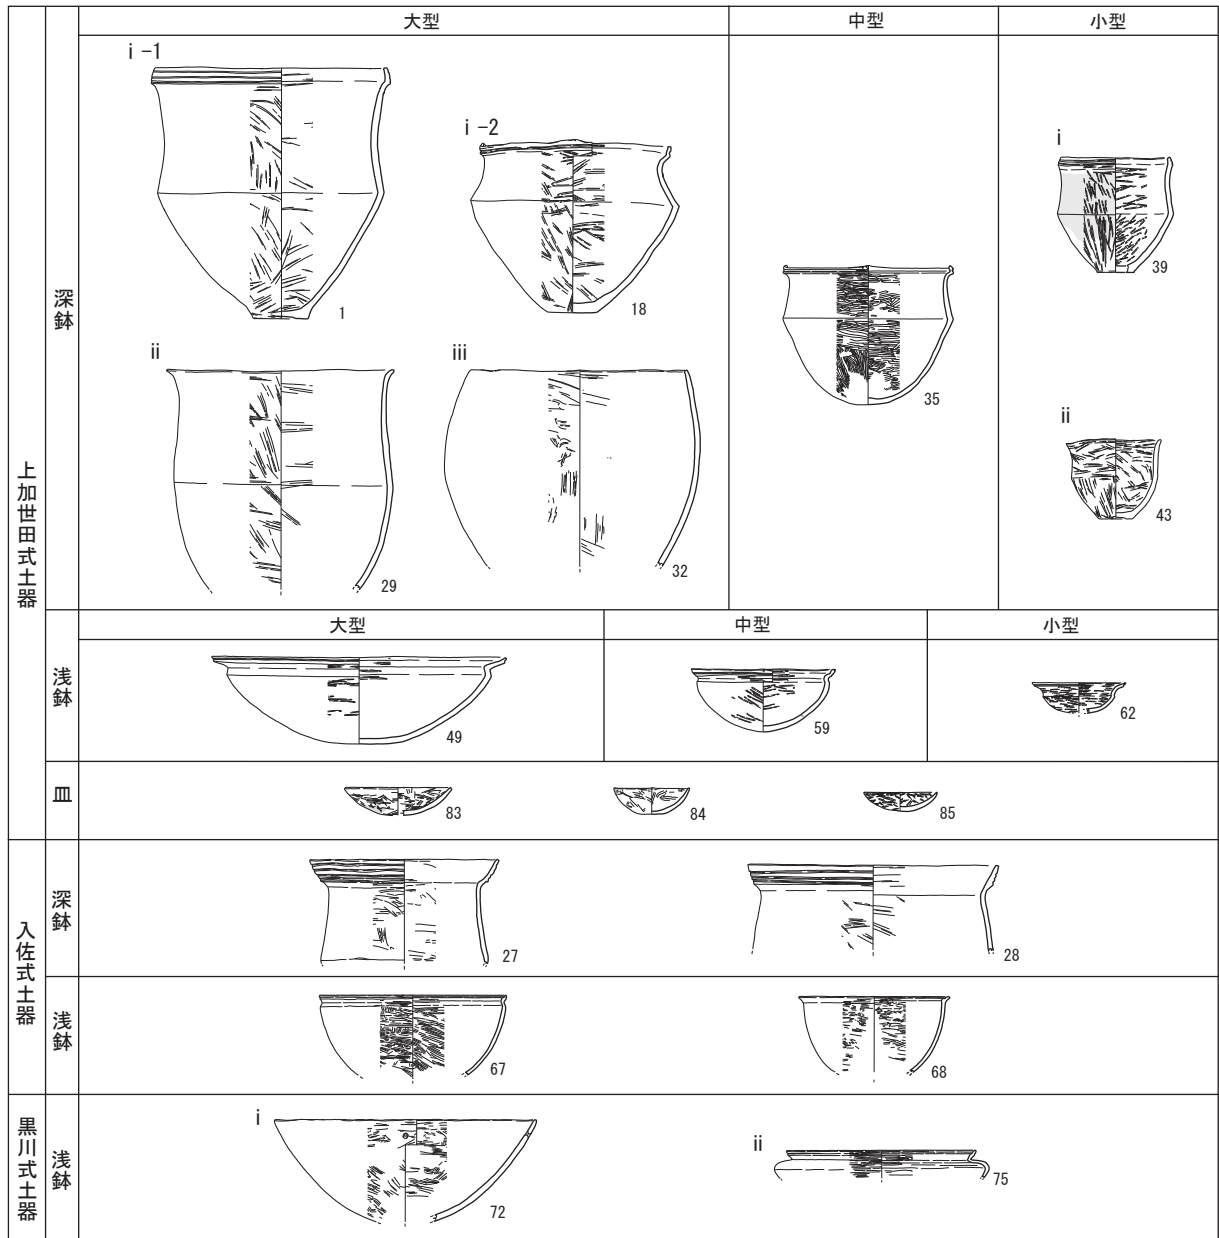 上加世田式土器
深鉢
大型
中型
小型
i -1
1
i -2
18
ii
29
iii
32
35
i
39
ii
43
浅鉢
大型
中型
小型
49
59
62
皿
83
84
85
入佐式土器
深鉢
27
28
浅鉢
67
68
黒川式土器
浅鉢
i
72
ii
75